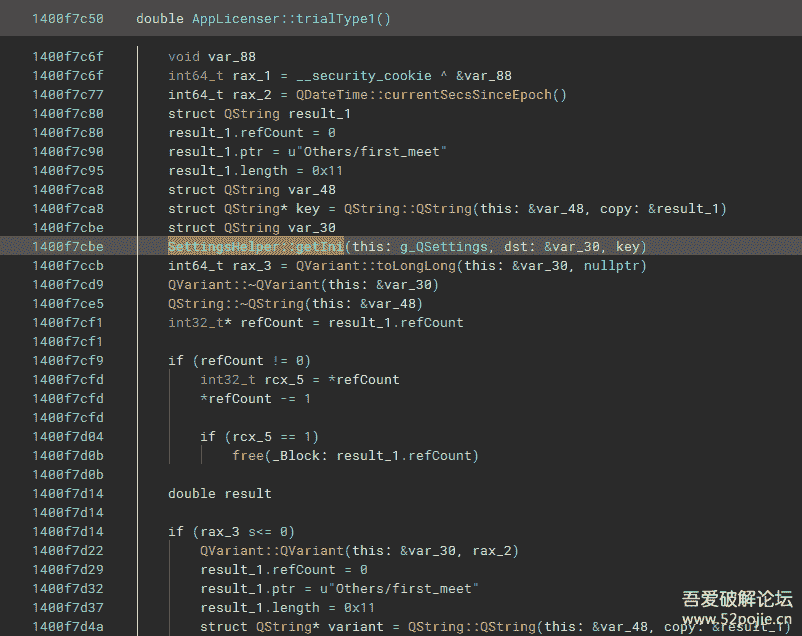 1400f7c50 double AppLicenser::trialType1()
1400f7c6f void var_88
1400f7c6f int64_t rax_1 = __security_cookie ^ &var_88
1400f7c77 int64_t rax_2 = QDateTime::currentSecsSinceEpoch()
1400f7c80 struct QString result_1
1400f7c80 result_1.refCount = 0
1400f7c90 result_1.ptr = u"Others/first_meet"
1400f7c95 result_1.length = 0x11
1400f7ca8 struct QString var_48
1400f7ca8 struct QString* key = QString::QString(this: &var_48, copy: &result_1)
1400f7cbe struct QString var_30
1400f7cbe SettingsHelper::getIni(this: g_QSettings, dst: &var_30, key)
1400f7ccb int64_t rax_3 = QVariant::toLongLong(this: &var_30, nullptr)
1400f7cd9 QVariant::~QVariant(this: &var_30)
1400f7ce5 QString::~QString(this: &var_48)
1400f7cf1 int32_t* refCount = result_1.refCount
1400f7cf1
1400f7cf9 if (refCount != 0)
1400f7cfd int32_t rcx_5 = *refCount
1400f7cfd *refCount -= 1
1400f7cfd
1400f7d04 if (rcx_5 == 1)
1400f7d0b free(_Block: result_1.refCount)
1400f7d0b
1400f7d14 double result
1400f7d14
1400f7d14 if (rax_3 s<= 0)
1400f7d22 QVariant::QVariant(this: &var_30, rax_2)
1400f7d29 result_1.refCount = 0
1400f7d32 result_1.ptr = u"Others/first_meet"
1400f7d37 result_1.length = 0x11
1400f7d4a struct QString* variant = QString::QString(this: &var_48, copy: &result_1)
吾爱破解论坛
www.52pojie.cn